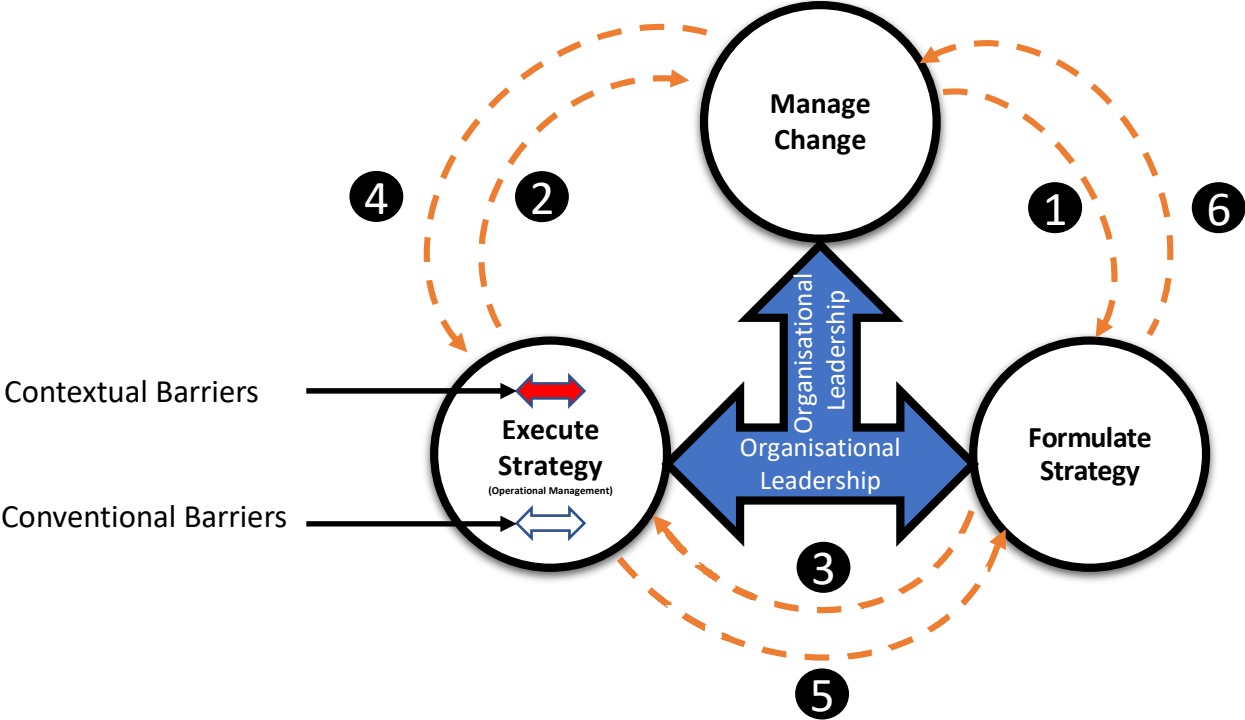 Manage
Change
4
2
1
6
Organisational
Leadership
Contextual Barriers
Execute
Strategy
(Operational Management)
Organisational
Leadership
Formulate
Strategy
Conventional Barriers
3
5